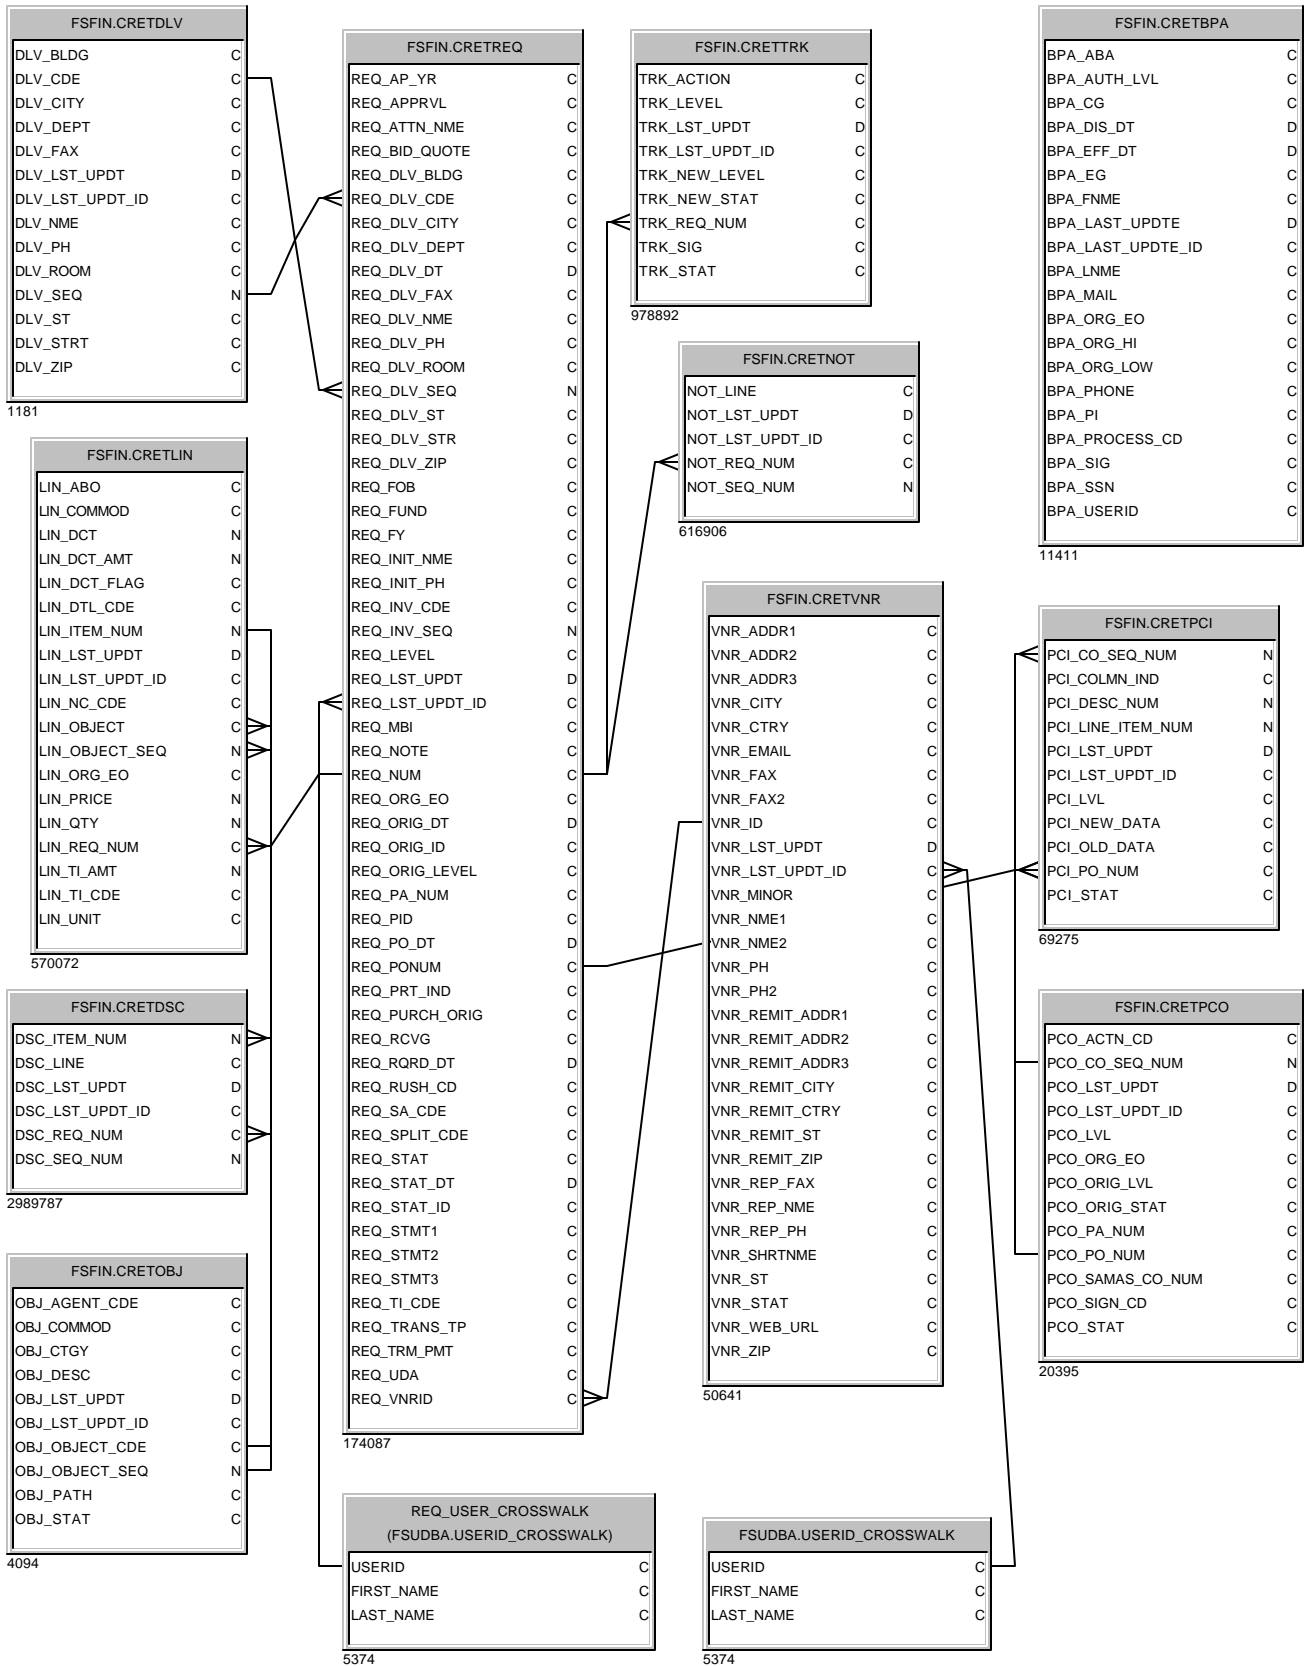 FSFIN.CRETDLV
DLV_BLDG C
DLV_CDE C
DLV_CITY C
DLV_DEPT C
DLV_FAX C
DLV_LST_UPDT D
DLV_LST_UPDT_ID C
DLV_NME C
DLV_PH C
DLV_ROOM C
DLV_SEQ N
DLV_ST C
DLV_STRT C
DLV_ZIP C
1181
FSFIN.CRETLIN
LIN_ABO C
LIN_COMMOD C
LIN_DCT N
LIN_DCT_AMT N
LIN_DCT_FLAG C
LIN_DTL_CDE C
LIN_ITEM_NUM N
LIN_LST_UPDT D
LIN_LST_UPDT_ID C
LIN_NC_CDE C
LIN_OBJECT C
LIN_OBJECT_SEQ N
LIN_ORG_EO C
LIN_PRICE N
LIN_QTY N
LIN_REQ_NUM C
LIN_TI_AMT N
LIN_TI_CDE C
LIN_UNIT C
570072
FSFIN.CRETDSC
DSC_ITEM_NUM N
DSC_LINE C
DSC_LST_UPDT D
DSC_LST_UPDT_ID C
DSC_REQ_NUM C
DSC_SEQ_NUM N
2989787
FSFIN.CRETOBJ
OBJ_AGENT_CDE C
OBJ_COMMOD C
OBJ_CTGY C
OBJ_DESC C
OBJ_LST_UPDT D
OBJ_LST_UPDT_ID C
OBJ_OBJECT_CDE C
OBJ_OBJECT_SEQ N
OBJ_PATH C
OBJ_STAT C
4094
FSFIN.CRETREQ
REQ_AP_YR C
REQ_APPRVL C
REQ_ATTN_NME C
REQ_BID_QUOTE C
REQ_DLV_BLDG C
REQ_DLV_CDE C
REQ_DLV_CITY C
REQ_DLV_DEPT C
REQ_DLV_DT D
REQ_DLV_FAX C
REQ_DLV_NME C
REQ_DLV_PH C
REQ_DLV_ROOM C
REQ_DLV_SEQ N
REQ_DLV_ST C
REQ_DLV_STR C
REQ_DLV_ZIP C
REQ_FOB C
REQ_FUND C
REQ_FY C
REQ_INIT_NME C
REQ_INIT_PH C
REQ_INV_CDE C
REQ_INV_SEQ N
REQ_LEVEL C
REQ_LST_UPDT D
REQ_LST_UPDT_ID C
REQ_MBI C
REQ_NOTE C
REQ_NUM C
REQ_ORG_EO C
REQ_ORIG_DT D
REQ_ORIG_ID C
REQ_ORIG_LEVEL C
REQ_PA_NUM C
REQ_PID C
REQ_PO_DT D
REQ_PONUM C
REQ_PRT_IND C
REQ_PURCH_ORIG C
REQ_RCVG C
REQ_RQRD_DT D
REQ_RUSH_CD C
REQ_SA_CDE C
REQ_SPLIT_CDE C
REQ_STAT C
REQ_STAT_DT D
REQ_STAT_ID C
REQ_STMT1 C
REQ_STMT2 C
REQ_STMT3 C
REQ_TI_CDE C
REQ_TRANS_TP C
REQ_TRM_PMT C
REQ_UDA C
REQ_VNRID C
174087
REQ_USER_CROSSWALK
(FSUDBA.USERID_CROSSWALK)
USERID C
FIRST_NAME C
LAST_NAME C
5374
FSFIN.CRETTRK
TRK_ACTION C
TRK_LEVEL C
TRK_LST_UPDT D
TRK_LST_UPDT_ID C
TRK_NEW_LEVEL C
TRK_NEW_STAT C
TRK_REQ_NUM C
TRK_SIG C
TRK_STAT C
978892
FSFIN.CRETNOT
NOT_LINE C
NOT_LST_UPDT D
NOT_LST_UPDT_ID C
NOT_REQ_NUM C
NOT_SEQ_NUM N
616906
FSFIN.CRETVNR
VNR_ADDR1 C
VNR_ADDR2 C
VNR_ADDR3 C
VNR_CITY C
VNR_CTRY C
VNR_EMAIL C
VNR_FAX C
VNR_FAX2 C
VNR_ID C
VNR_LST_UPDT D
VNR_LST_UPDT_ID C
VNR_MINOR C
VNR_NME1 C
VNR_NME2 C
VNR_PH C
VNR_PH2 C
VNR_REMIT_ADDR1 C
VNR_REMIT_ADDR2 C
VNR_REMIT_ADDR3 C
VNR_REMIT_CITY C
VNR_REMIT_CTRY C
VNR_REMIT_ST C
VNR_REMIT_ZIP C
VNR_REP_FAX C
VNR_REP_NME C
VNR_REP_PH C
VNR_SHRTNME C
VNR_ST C
VNR_STAT C
VNR_WEB_URL C
VNR_ZIP C
50641
FSUDBA.USERID_CROSSWALK
USERID C
FIRST_NAME C
LAST_NAME C
5374
FSFIN.CRETBPA
BPA_ABA C
BPA_AUTH_LVL C
BPA_CG C
BPA_DIS_DT D
BPA_EFF_DT D
BPA_EG C
BPA_FNME C
BPA_LAST_UPDTE D
BPA_LAST_UPDTE_ID C
BPA_LNME C
BPA_MAIL C
BPA_ORG_EO C
BPA_ORG_HI C
BPA_ORG_LOW C
BPA_PHONE C
BPA_PI C
BPA_PROCESS_CD C
BPA_SIG C
BPA_SSN C
BPA_USERID C
11411
FSFIN.CRETPCI
PCI_CO_SEQ_NUM N
PCI_COLMN_IND C
PCI_DESC_NUM N
PCI_LINE_ITEM_NUM N
PCI_LST_UPDT D
PCI_LST_UPDT_ID C
PCI_LVL C
PCI_NEW_DATA C
PCI_OLD_DATA C
PCI_PO_NUM C
PCI_STAT C
69275
FSFIN.CRETPCO
PCO_ACTN_CD C
PCO_CO_SEQ_NUM N
PCO_LST_UPDT D
PCO_LST_UPDT_ID C
PCO_LVL C
PCO_ORG_EO C
PCO_ORIG_LVL C
PCO_ORIG_STAT C
PCO_PA_NUM C
PCO_PO_NUM C
PCO_SAMAS_CO_NUM C
PCO_SIGN_CD C
PCO_STAT C
20395